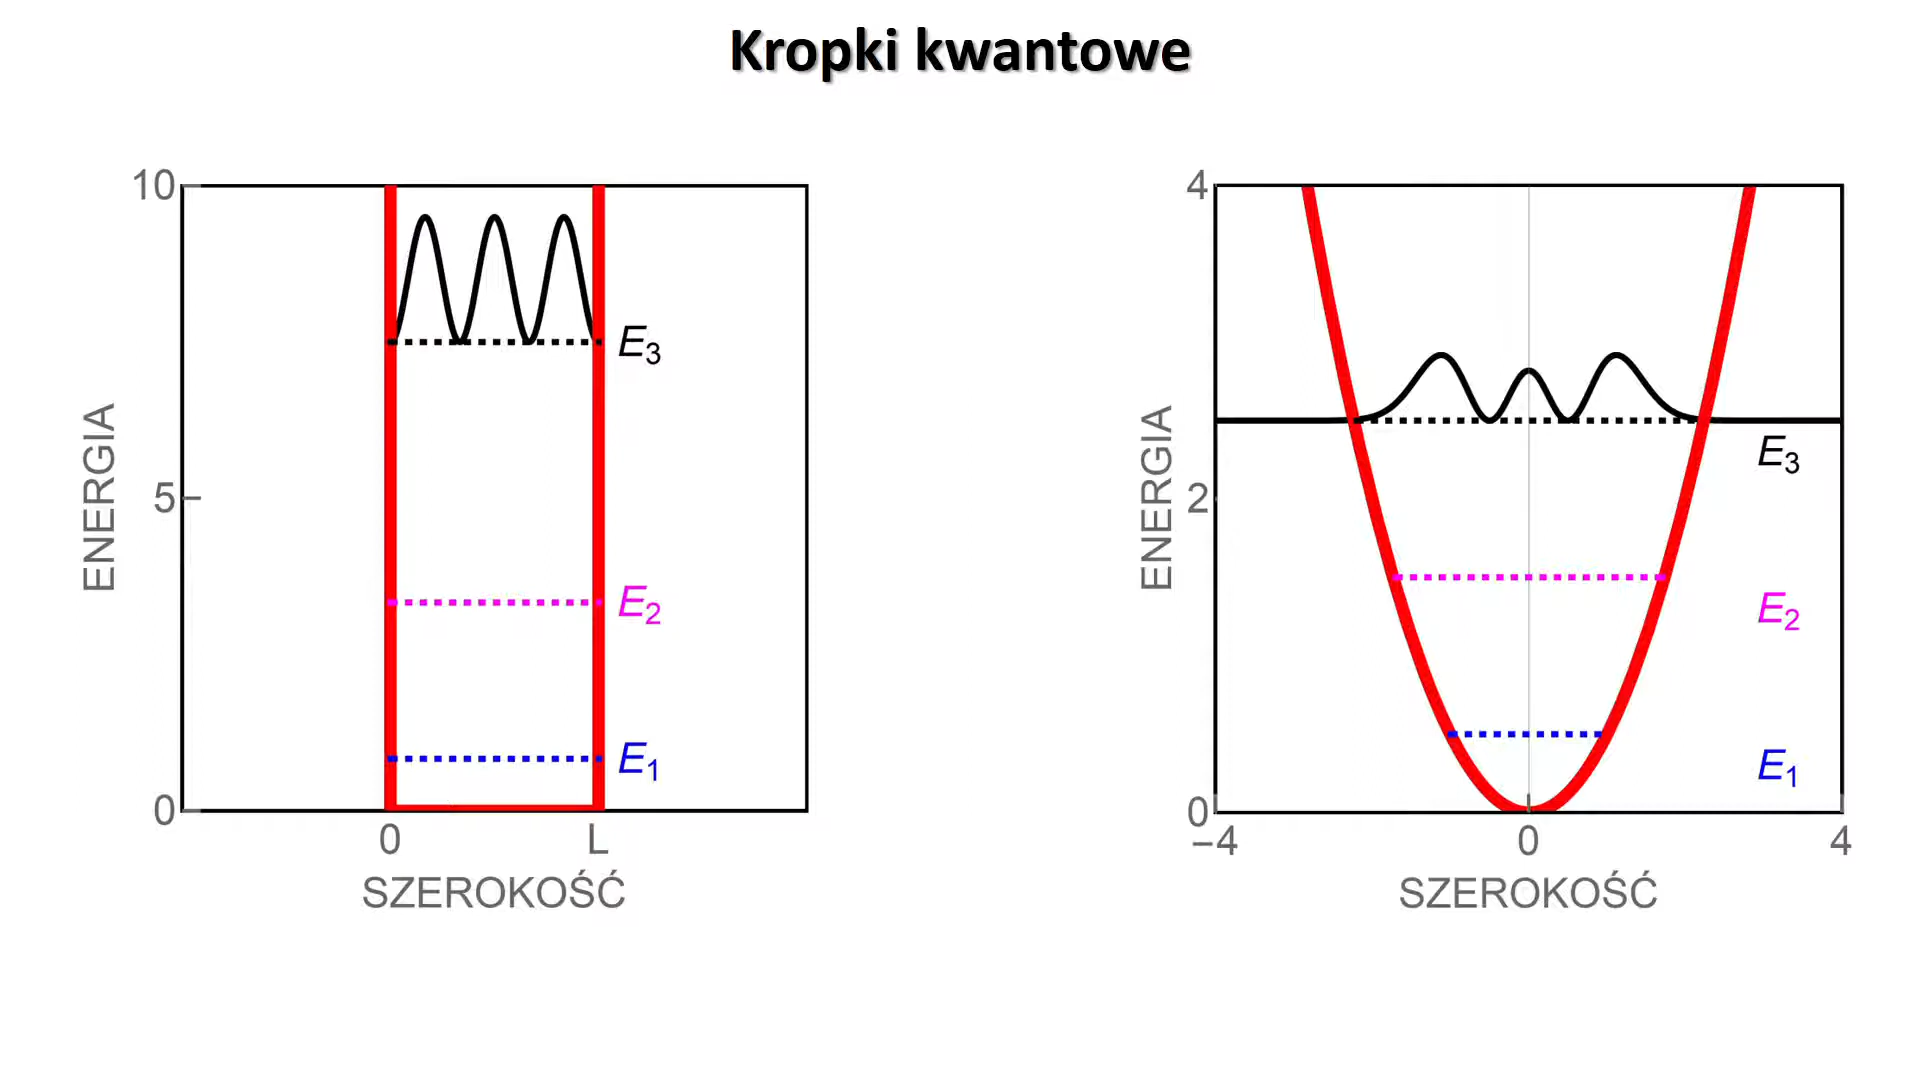 Kropki kwantowe
10
5
0
ENERGIA
E3
E2
E1
0 L
SZEROKOŚĆ
4
2
0
ENERGIA
E3
E2
E1
−4 0 4
SZEROKOŚĆ